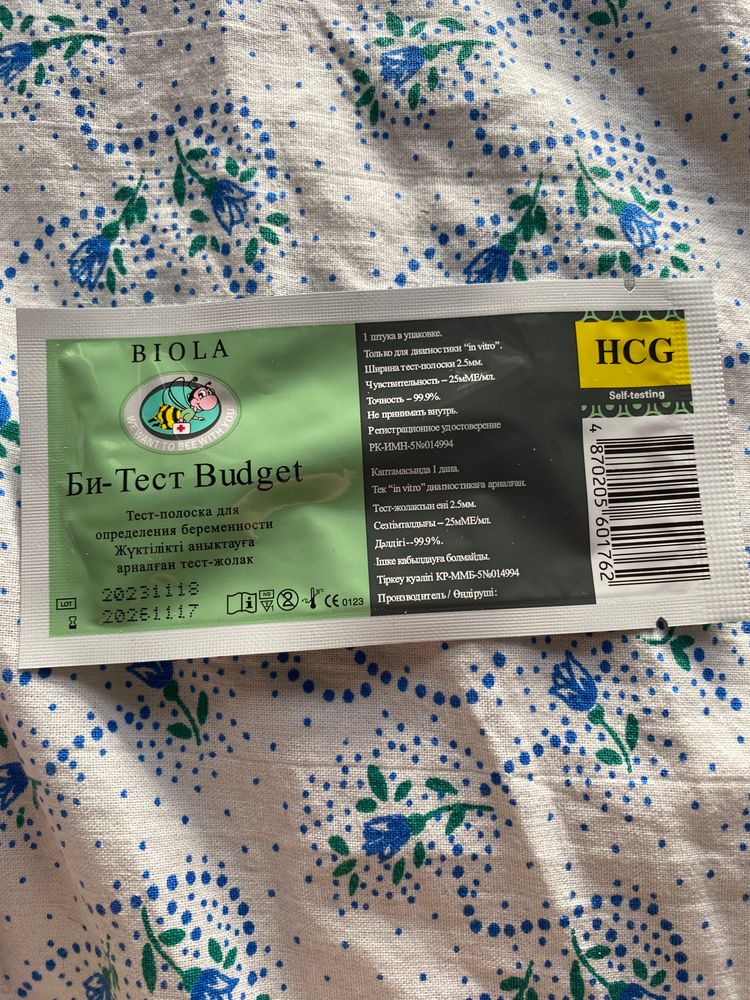 BIOLA
WE WANT TO BEE WITH YOU
Би-Тест Budget
Тест-полоска для
определения беременности
Жүктілікті анықтауға
арналған тест-жолақ
LOT
20231118
20261117
IVD
CE 0123
1 штука в упаковке.
Только для диагностики "in vitro".
Ширина тест-полоски 2.5мм.
Чувствительность – 25мМЕ/мл.
Точность – 99.9%.
Не принимать внутрь.
Регистрационное удостоверение
РК-ИМН-5№014994
Каптамасында 1 дана.
Тек "in vitro" диагностикаға арналған.
Тест-жолактын ені 2.5мм.
Сезімталдығы – 25мМЕ/мл.
Дәлдігі--99.9%.
Ішке кабылдауға болмайды.
Тіркеу куәлігі КР-ММБ-5№014994
Производитель / Өндіруші:
HCG
Self-testing
4 870205 601762